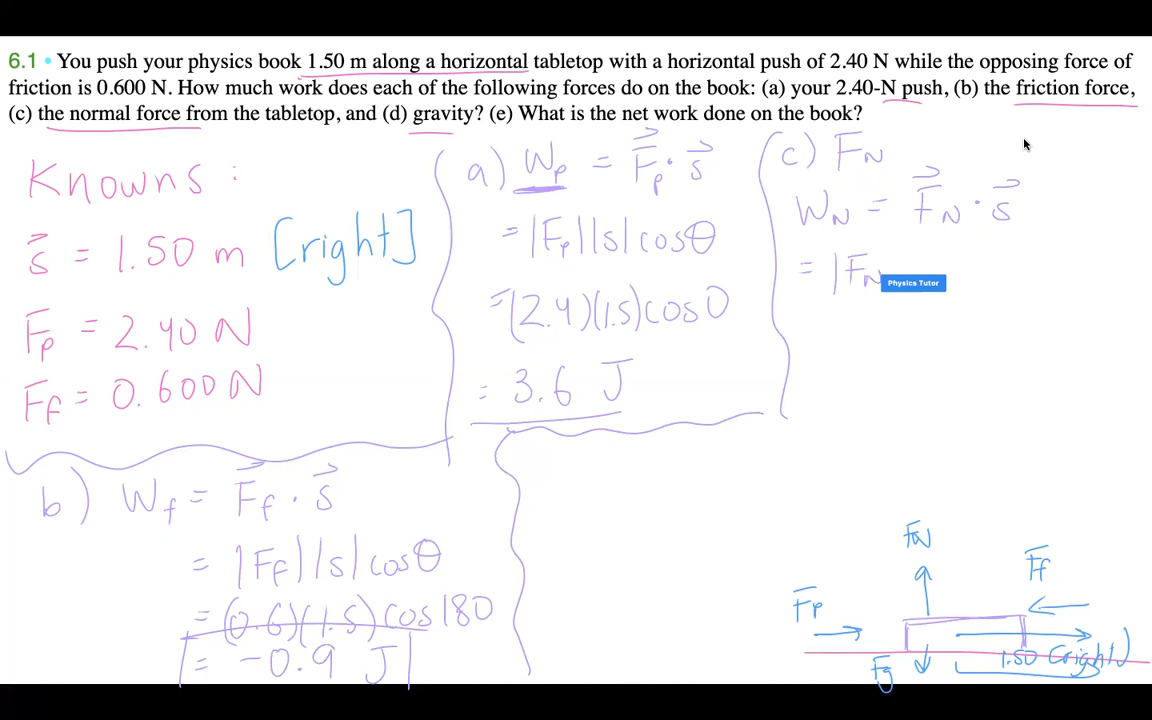 6.1 • You push your physics book 1.50 m along a horizontal tabletop with a horizontal push of 2.40 N while the opposing force of
friction is 0.600 N. How much work does each of the following forces do on the book: (a) your 2.40-N push, (b) the friction force,
(c) the normal force from the tabletop, and (d) gravity? (e) What is the net work done on the book?
Knowns :
s⃗ = 1.50 m [right]
Fp = 2.40 N
Ff = 0.600 N
a) Wp = F⃗p · s⃗
= |Fp||s| cosθ
= (2.4)(1.5) cos 0
= 3.6 J
b) Wf = F⃗f · s⃗
= |Ff| |s| cosθ
= (0.6)(1.5) cos 180
= -0.9 J
c) FN
WN = F⃗N · s⃗
= |FN
Physics Tutor
FN
Ff
Fp
Fg
1.50 (right)